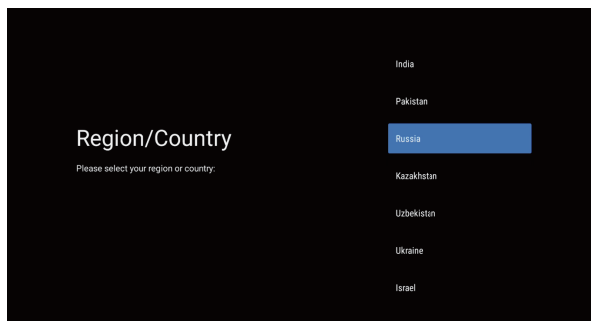 Region/Country
Please select your region or country:
India
Pakistan
Russia
Kazakhstan
Uzbekistan
Ukraine
Israel